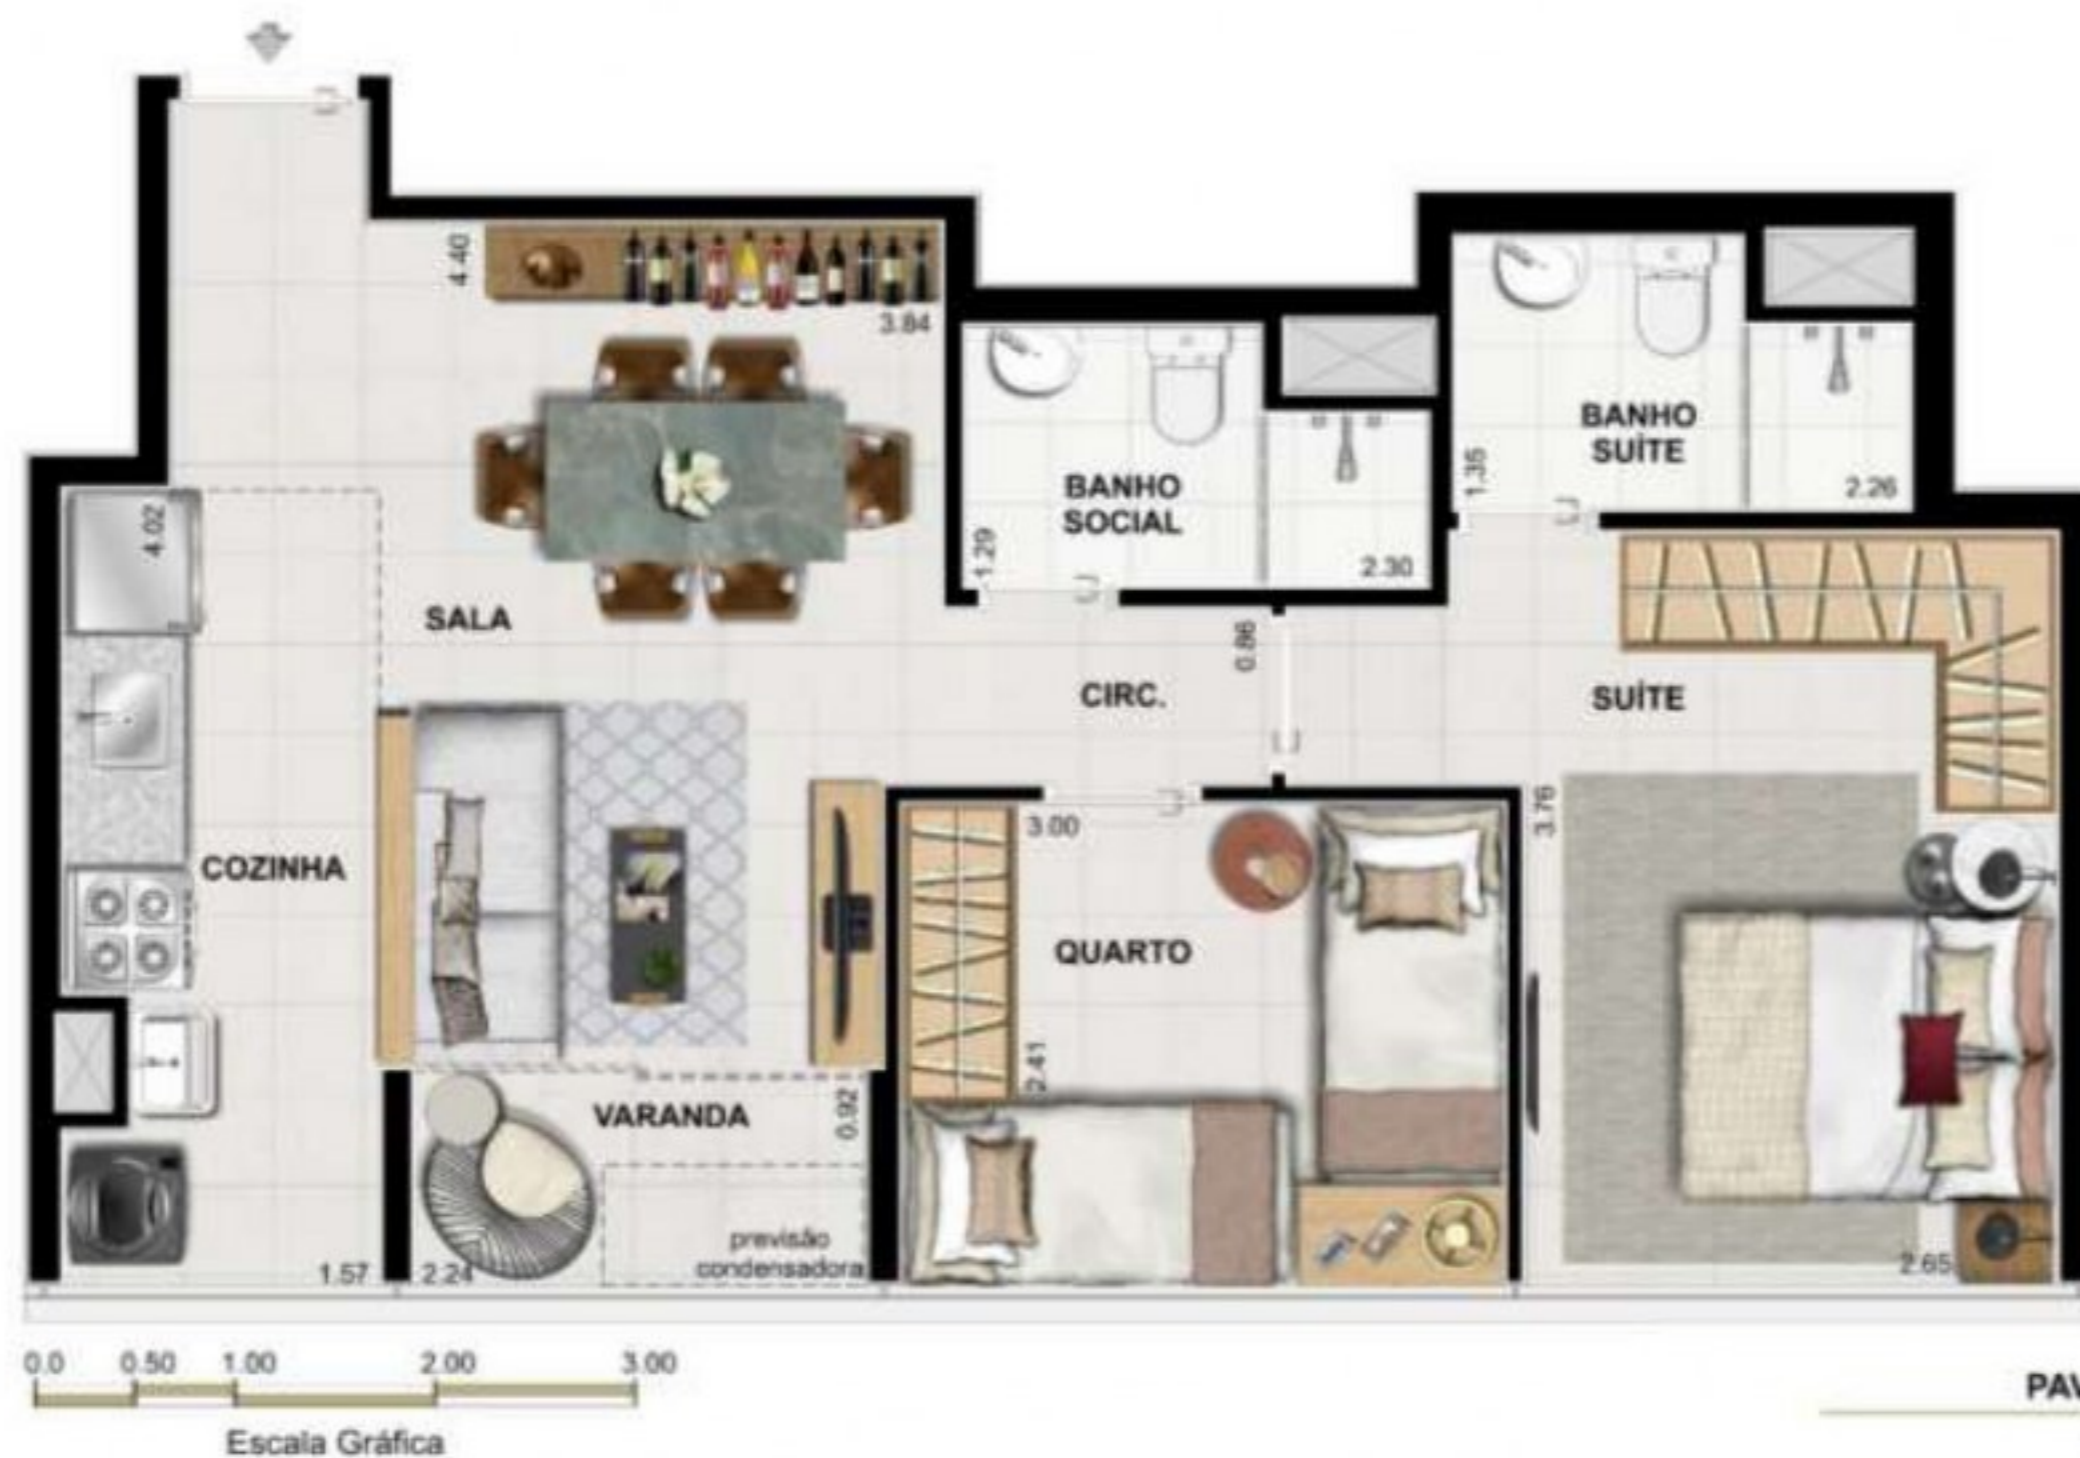 4.40
3.84
BANHO
SUÍTE
1.35
2.26
BANHO
SOCIAL
1.29
2.30
4.02
SALA
0.86
CIRC.
SUÍTE
3.00
3.76
COZINHA
QUARTO
2.41
VARANDA
0.92
previsão
condensadora
1.57
2.24
2.65
0.0 0.50 1.00 2.00 3.00
Escala Gráfica
PAV